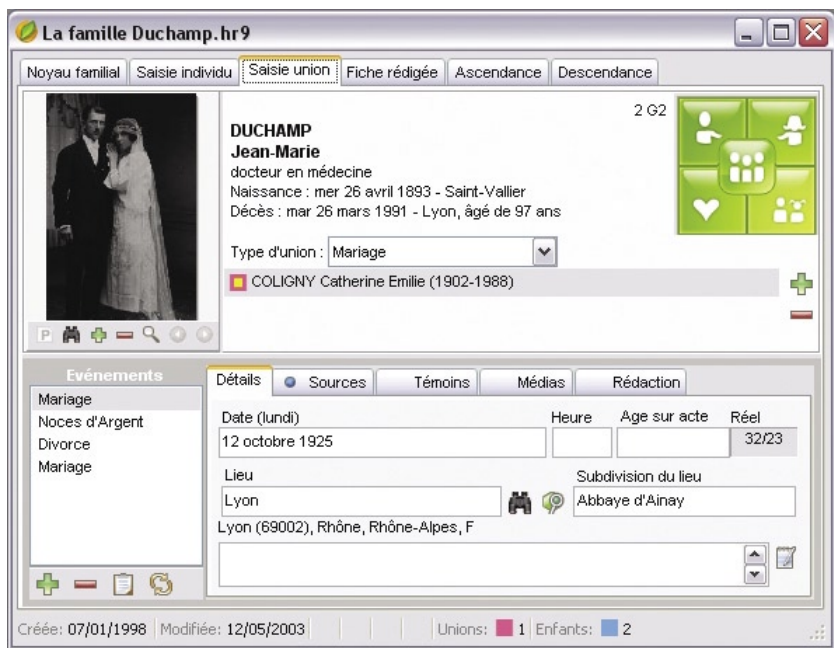 La famille Duchamp.hr9
Noyau familial Saisie individu Saisie union Fiche rédigée Ascendance Descendance
2 G2
DUCHAMP
Jean-Marie
docteur en médecine
Naissance : mer 26 avril 1893 - Saint-Vallier
Décès : mar 26 mars 1991 - Lyon, âgé de 97 ans
Type d'union : Mariage
COLIGNY Catherine Emilie (1902-1988)
P
Evénements
Mariage
Noces d'Argent
Divorce
Mariage
Détails Sources Témoins Médias Rédaction
Date (lundi) Heure Age sur acte Réel
12 octobre 1925 32/23
Lieu Subdivision du lieu
Lyon Abbaye d'Ainay
Lyon (69002), Rhône, Rhône-Alpes, F
Créée: 07/01/1998 Modifiée: 12/05/2003 Unions: 1 Enfants: 2